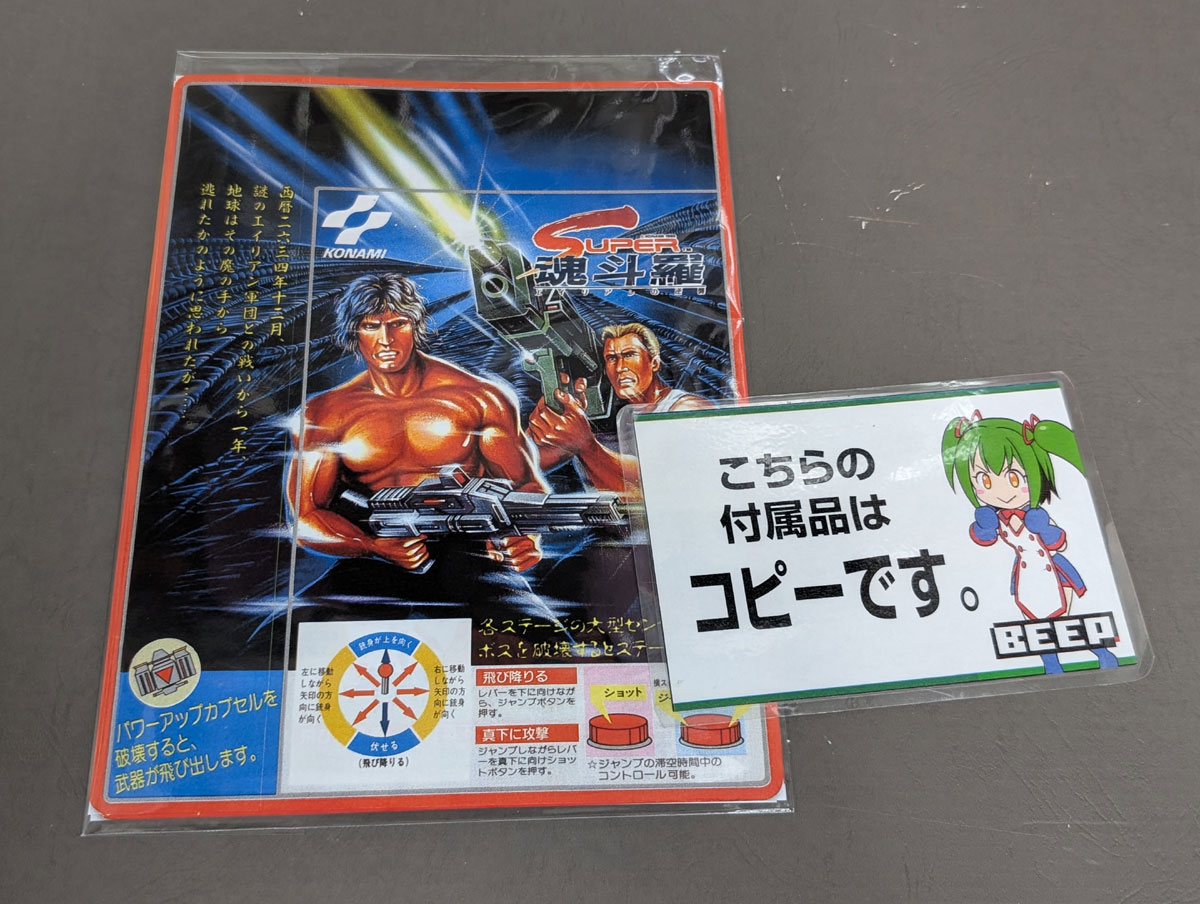 西暦二六三四年十二月、
謎のエイリアン軍団との戦いから一年、
地球はその魔の手から
逃れたかのように思われたが……
KONAMI
SUPER
魂斗羅
エイリアンの逆襲
各ステージの大型セン
ボスを破壊するとステー
パワーアップカプセルを
破壊すると、
武器が飛び出します。
銃身が上を向く
左に移動
しながら
矢印の方
向に銃身
が向く
右に移動
しながら
矢印の方
向に銃身
が向く
伏せる
(飛び降りる)
飛び降りる
レバーを下に向けなが
ら、ジャンプボタンを
押す。
真下に攻撃
ジャンプしながらレバ
ーを真下に向けショッ
トボタンを押す。
ショット
☆ジャンプの滞空時間中の
コントロール可能。
こちらの
付属品は
コピーです。
BEEP